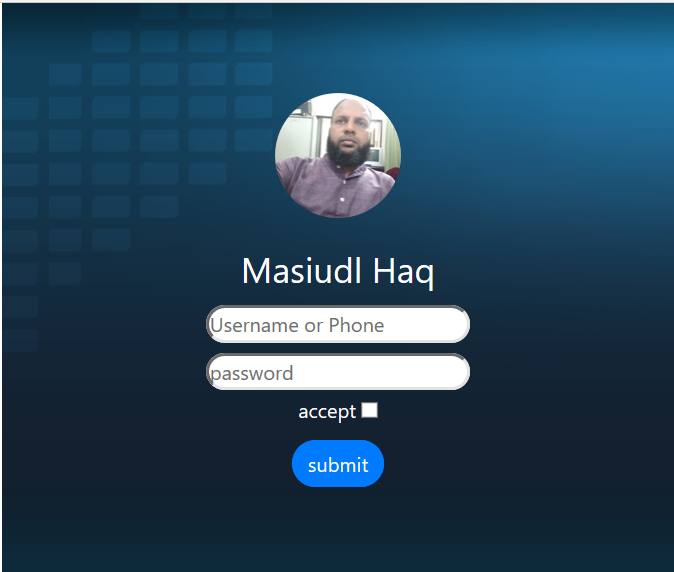 Masiudl Haq
Username or Phone
password
accept
submit